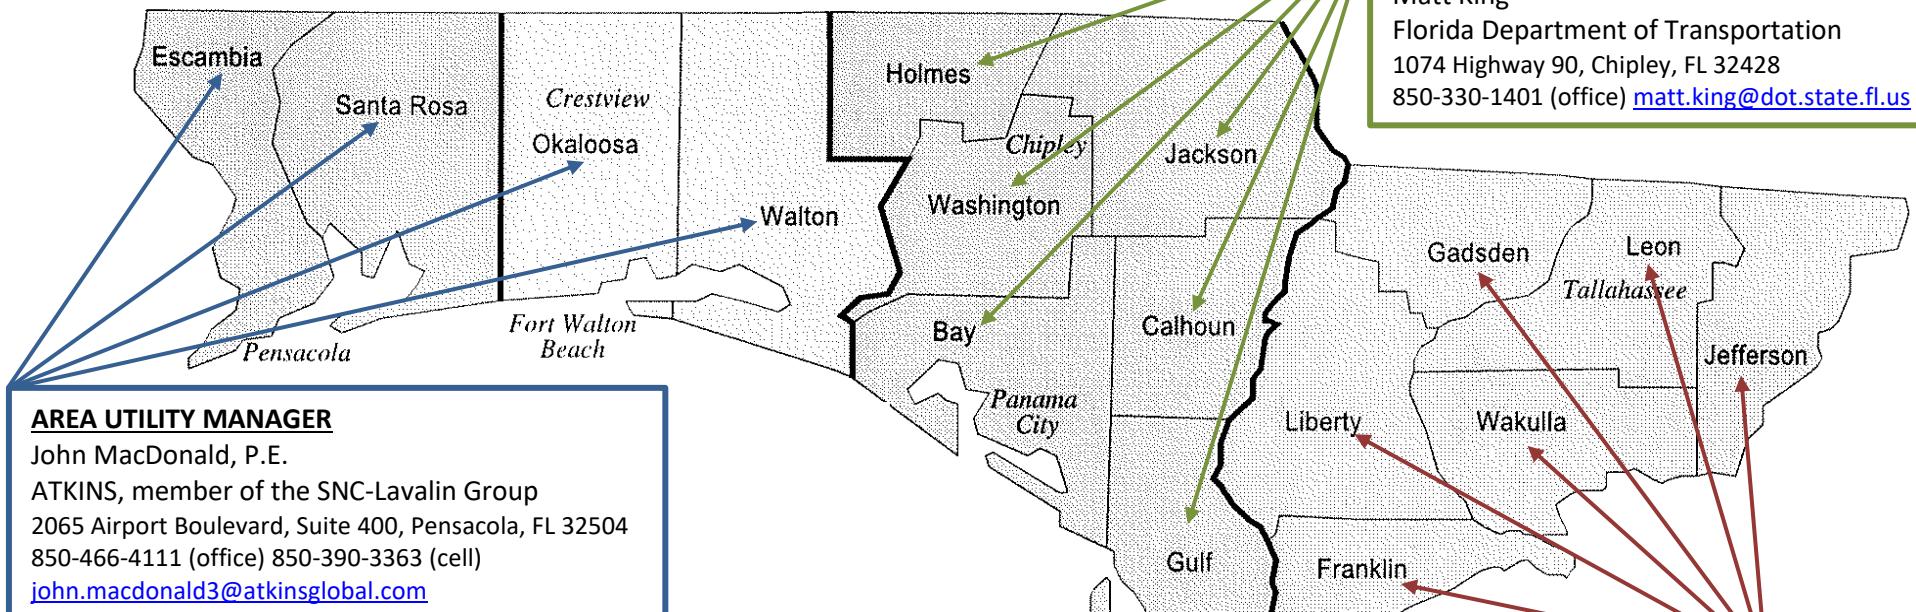 Matt King
Florida Department of Transportation
1074 Highway 90, Chipley, FL 32428
850-330-1401 (office) matt.king@dot.state.fl.us
Escambia
Santa Rosa
Crestview
Okaloosa
Walton
Holmes
Chipley
Jackson
Washington
Gadsden
Leon
Tallahassee
Fort Walton
Beach
Pensacola
Bay
Calhoun
Jefferson
Panama
City
Liberty
Wakulla
Gulf
Franklin
AREA UTILITY MANAGER
John MacDonald, P.E.
ATKINS, member of the SNC-Lavalin Group
2065 Airport Boulevard, Suite 400, Pensacola, FL 32504
850-466-4111 (office) 850-390-3363 (cell)
john.macdonald3@atkinsglobal.com